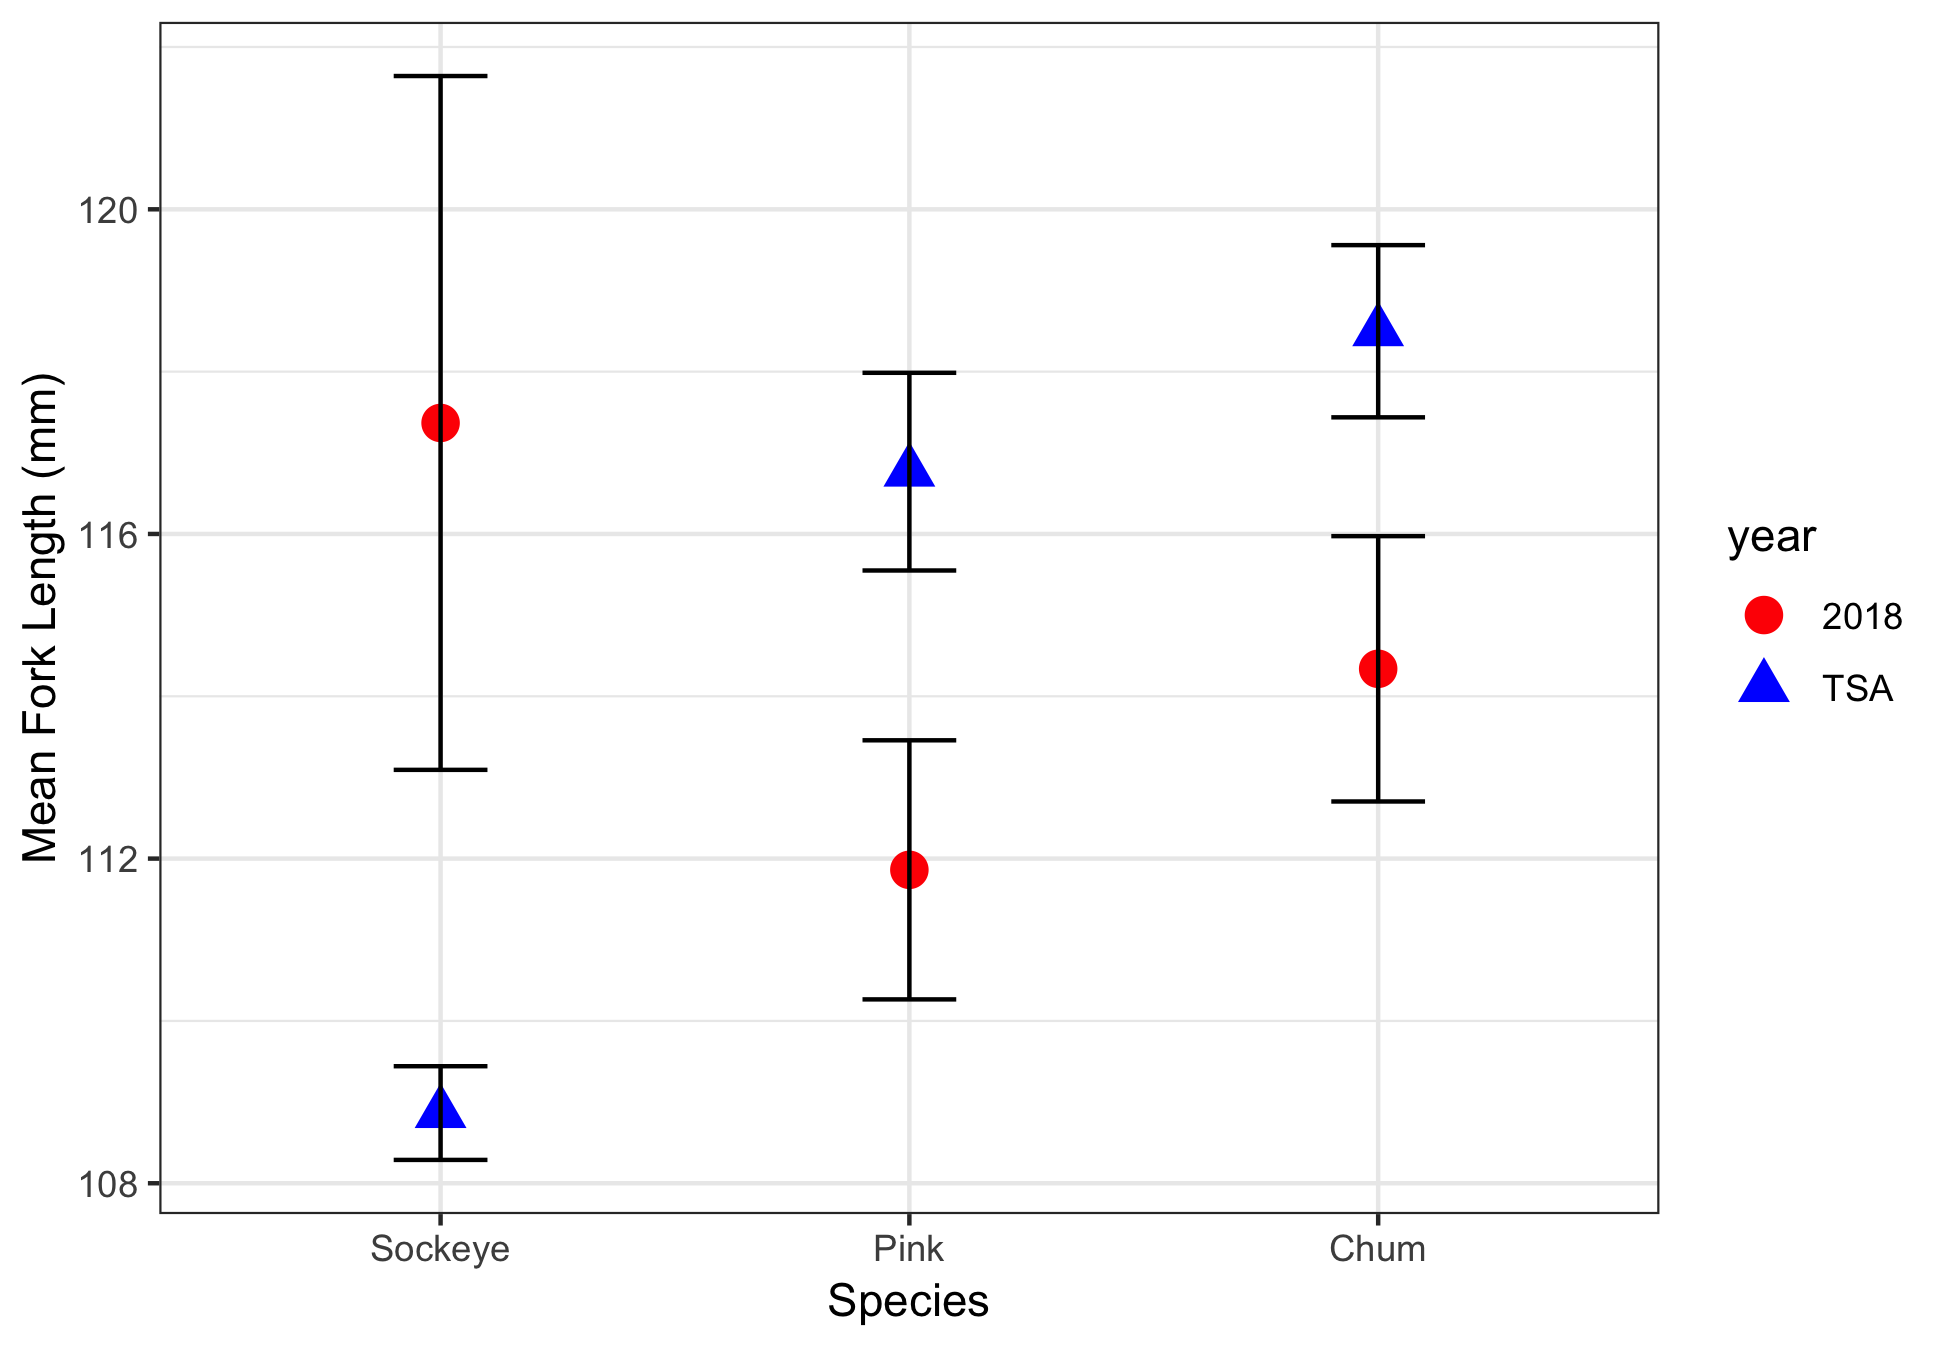 Mean Fork Length (mm)
120
116
112
108
Sockeye
Pink
Chum
Species
year
2018
TSA